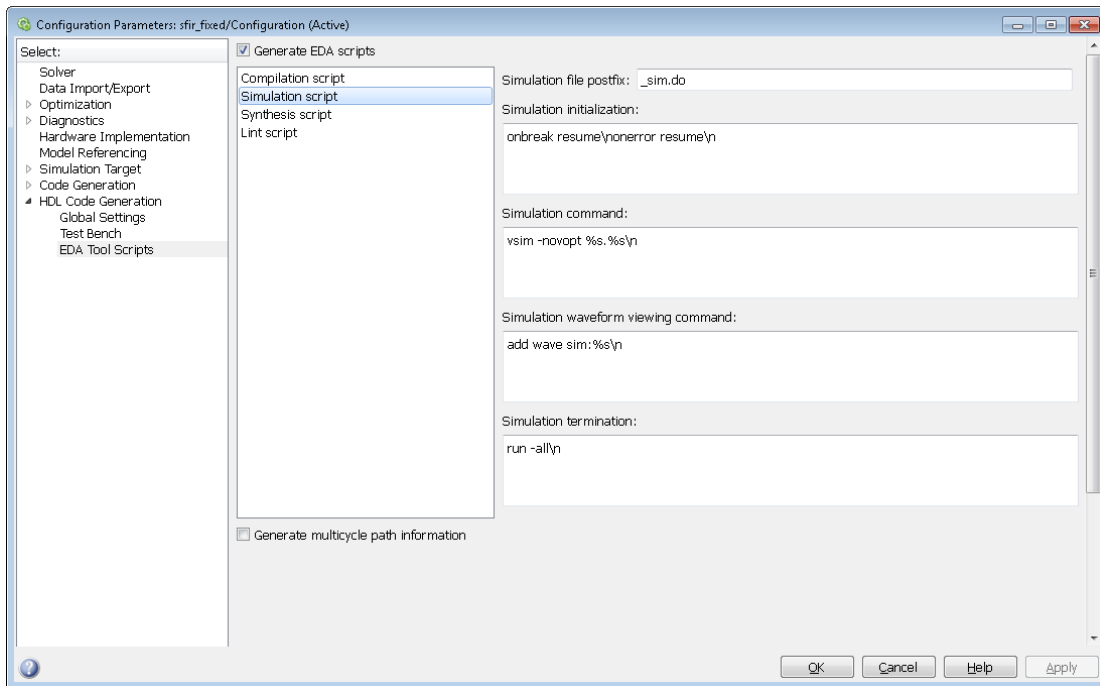 Configuration Parameters: sfir_fixed/Configuration (Active)
Select:
Solver
Data Import/Export
Optimization
Diagnostics
Hardware Implementation
Model Referencing
Simulation Target
Code Generation
HDL Code Generation
Global Settings
Test Bench
EDA Tool Scripts
Generate EDA scripts
Compilation script
Simulation script
Synthesis script
Lint script
Generate multicycle path information
Simulation file postfix: _sim.do
Simulation initialization:
onbreak resume\nonerror resume\n
Simulation command:
vsim -novopt %s.%s\n
Simulation waveform viewing command:
add wave sim:%s\n
Simulation termination:
run -all\n
OK Cancel Help Apply